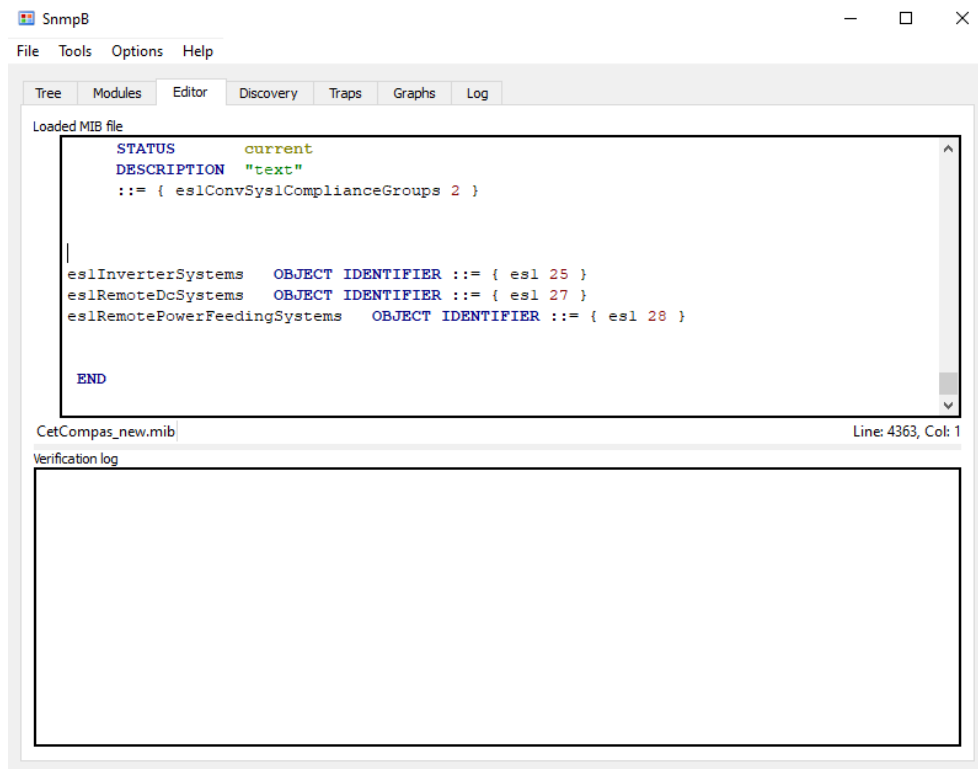 SnmpB
File Tools Options Help
Tree Modules Editor Discovery Traps Graphs Log
Loaded MIB file
STATUS current
DESCRIPTION "text"
::= { es1ConvSys1ComplianceGroups 2 }
es1InverterSystems OBJECT IDENTIFIER ::= { es1 25 }
es1RemoteDcSystems OBJECT IDENTIFIER ::= { es1 27 }
es1RemotePowerFeedingSystems OBJECT IDENTIFIER ::= { es1 28 }
END
CetCompas_new.mib Line: 4363, Col: 1
Verification log